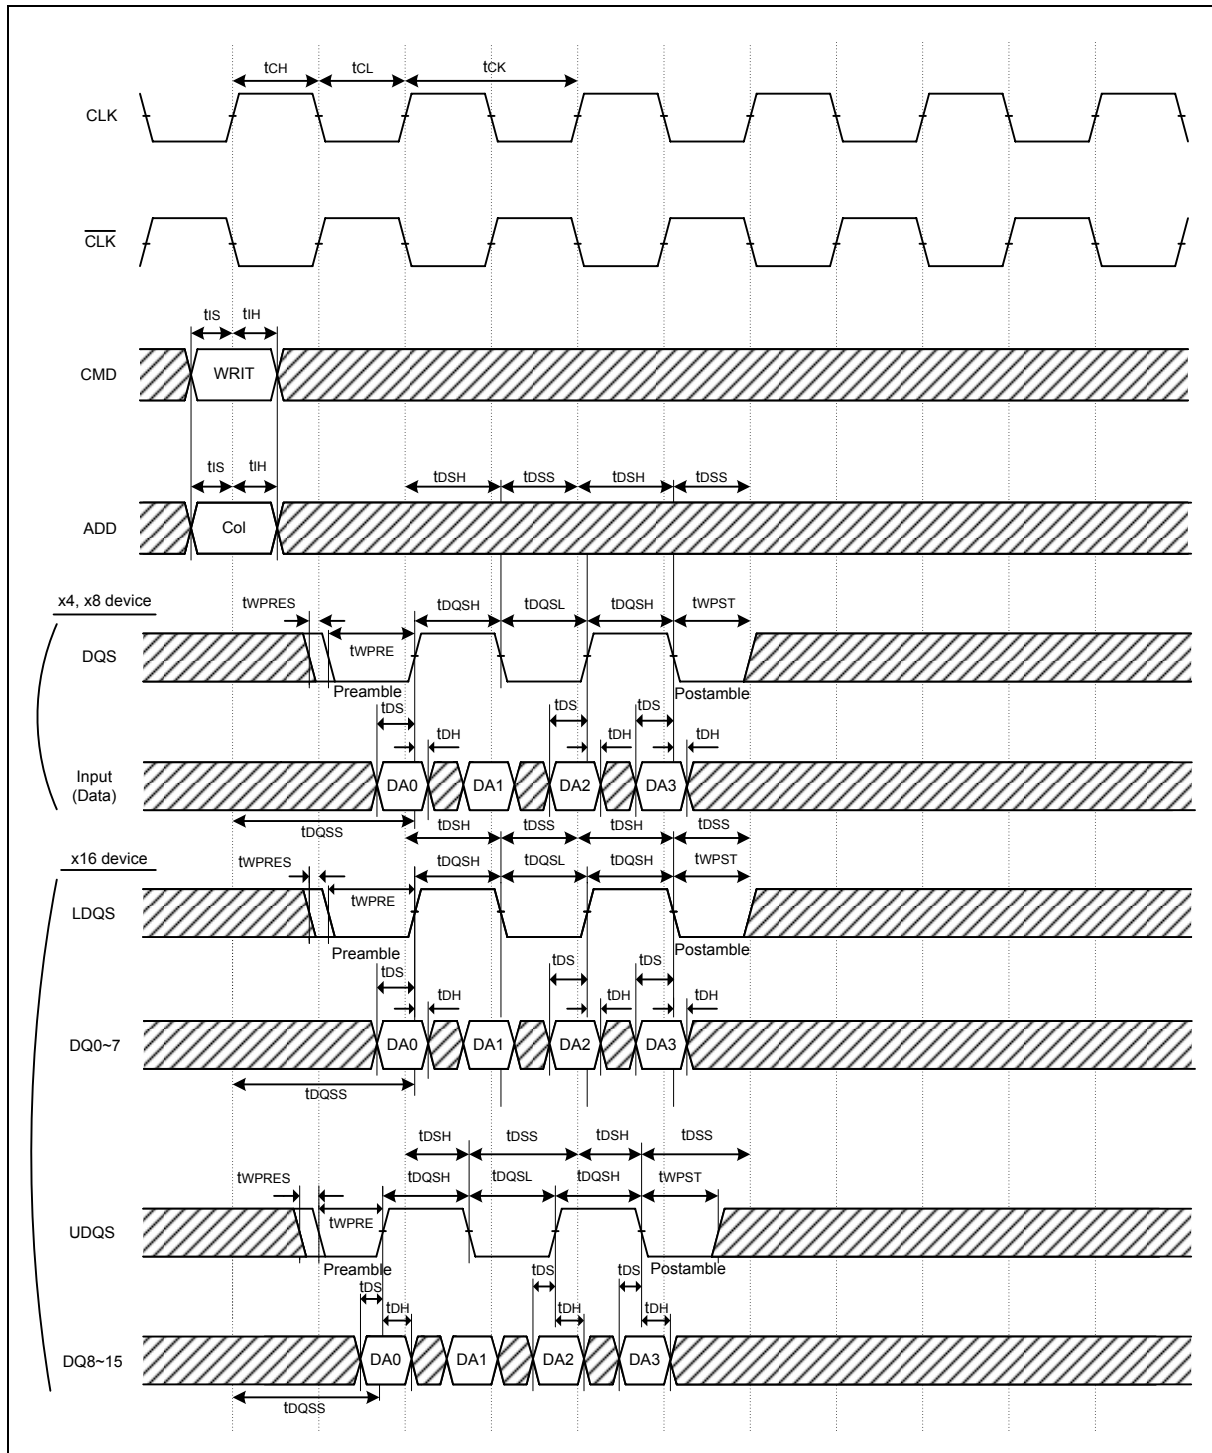 tCH tCL tCK
CLK
CLK
tIS tIH
CMD WRIT
tIS tIH tDSH tDSS tDSH tDSS
ADD Col
x4, x8 device
tWPRES tDQSH tDQSL tDQSH tWPST
DQS tWPRE
Preamble Postamble
tDS tDS tDS
tDH tDH tDH
Input
(Data)
DA0 DA1 DA2 DA3
tDQSS tDSH tDSS tDSH tDSS
x16 device
tWPRES tDQSH tDQSL tDQSH tWPST
LDQS tWPRE
Preamble Postamble
tDS tDS tDS
tDH tDH tDH
DQ0~7 DA0 DA1 DA2 DA3
tDQSS
tDSH tDSS tDSH tDSS
tWPRES tDQSH tDQSL tDQSH tWPST
UDQS tWPRE
Preamble Postamble
tDS tDS tDS
tDH tDH tDH
DQ8~15 DA0 DA1 DA2 DA3
tDQSS